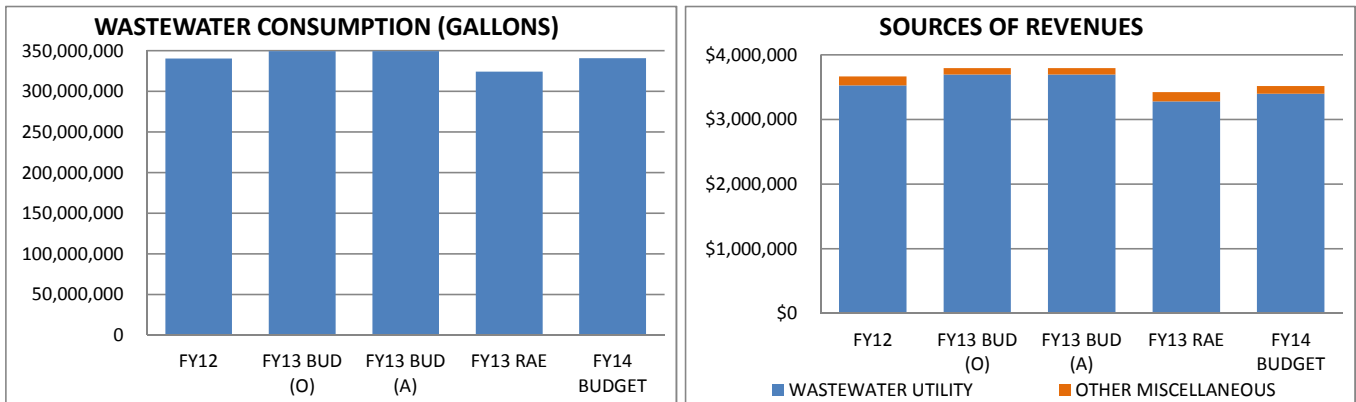 WASTEWATER CONSUMPTION (GALLONS)
350,000,000
300,000,000
250,000,000
200,000,000
150,000,000
100,000,000
50,000,000
0
FY12
FY13 BUD
(O)
FY13 BUD
(A)
FY13 RAE
FY14
BUDGET
SOURCES OF REVENUES
$4,000,000
$3,000,000
$2,000,000
$1,000,000
$0
FY12
FY13 BUD
(O)
FY13 BUD
(A)
FY13 RAE
FY14
BUDGET
WASTEWATER UTILITY
OTHER MISCELLANEOUS